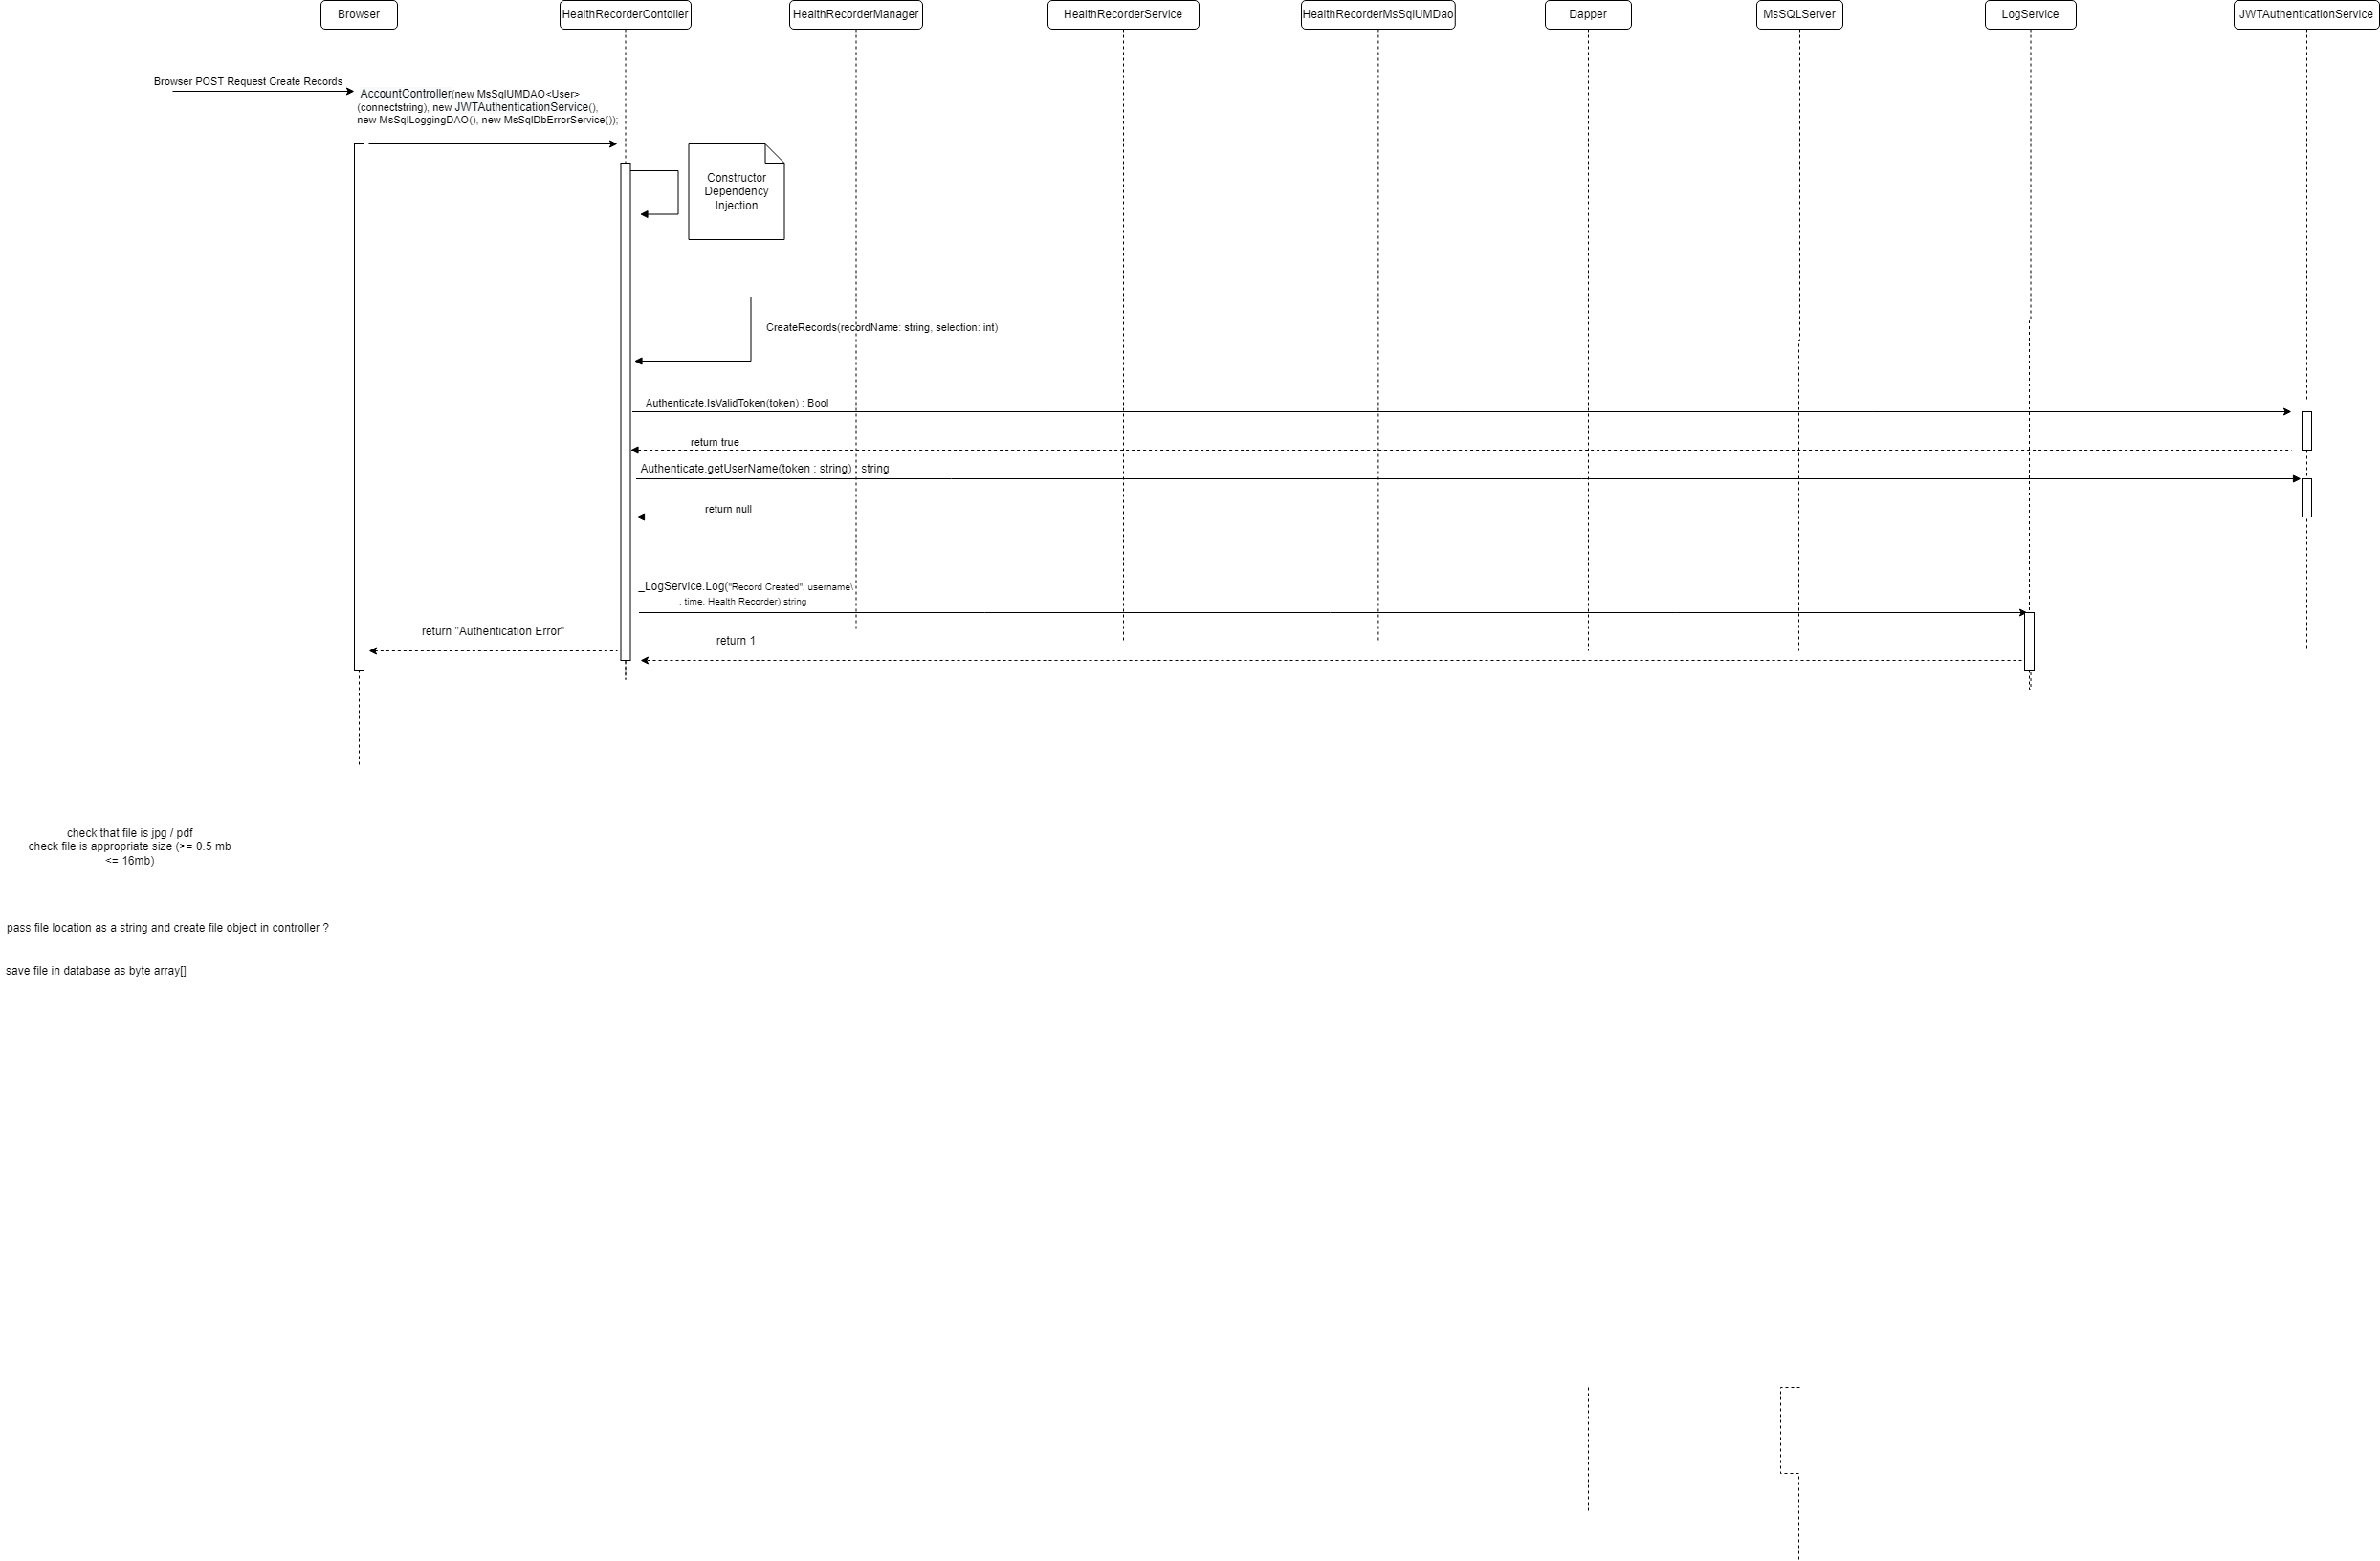 Browser
HealthRecorderContoller
HealthRecorderManager
HealthRecorderService
HealthRecorderMsSqlUMDao
Dapper
MsSQLServer
LogService
JWTAuthenticationService
Browser POST Request Create Records
AccountController(new MsSqlUMDAO<User>
(connectstring), new JWTAuthenticationService(),
new MsSqlLoggingDAO(), new MsSqlDbErrorService());
Constructor
Dependency
Injection
CreateRecords(recordName: string, selection: int)
Authenticate.IsValidToken(token) : Bool
return true
Authenticate.getUserName(token : string) : string
return null
_LogService.Log("Record Created", username\
, time, Health Recorder) string
return "Authentication Error"
return 1
check that file is jpg / pdf
check file is appropriate size (>= 0.5 mb
<= 16mb)
pass file location as a string and create file object in controller ?
save file in database as byte array[]